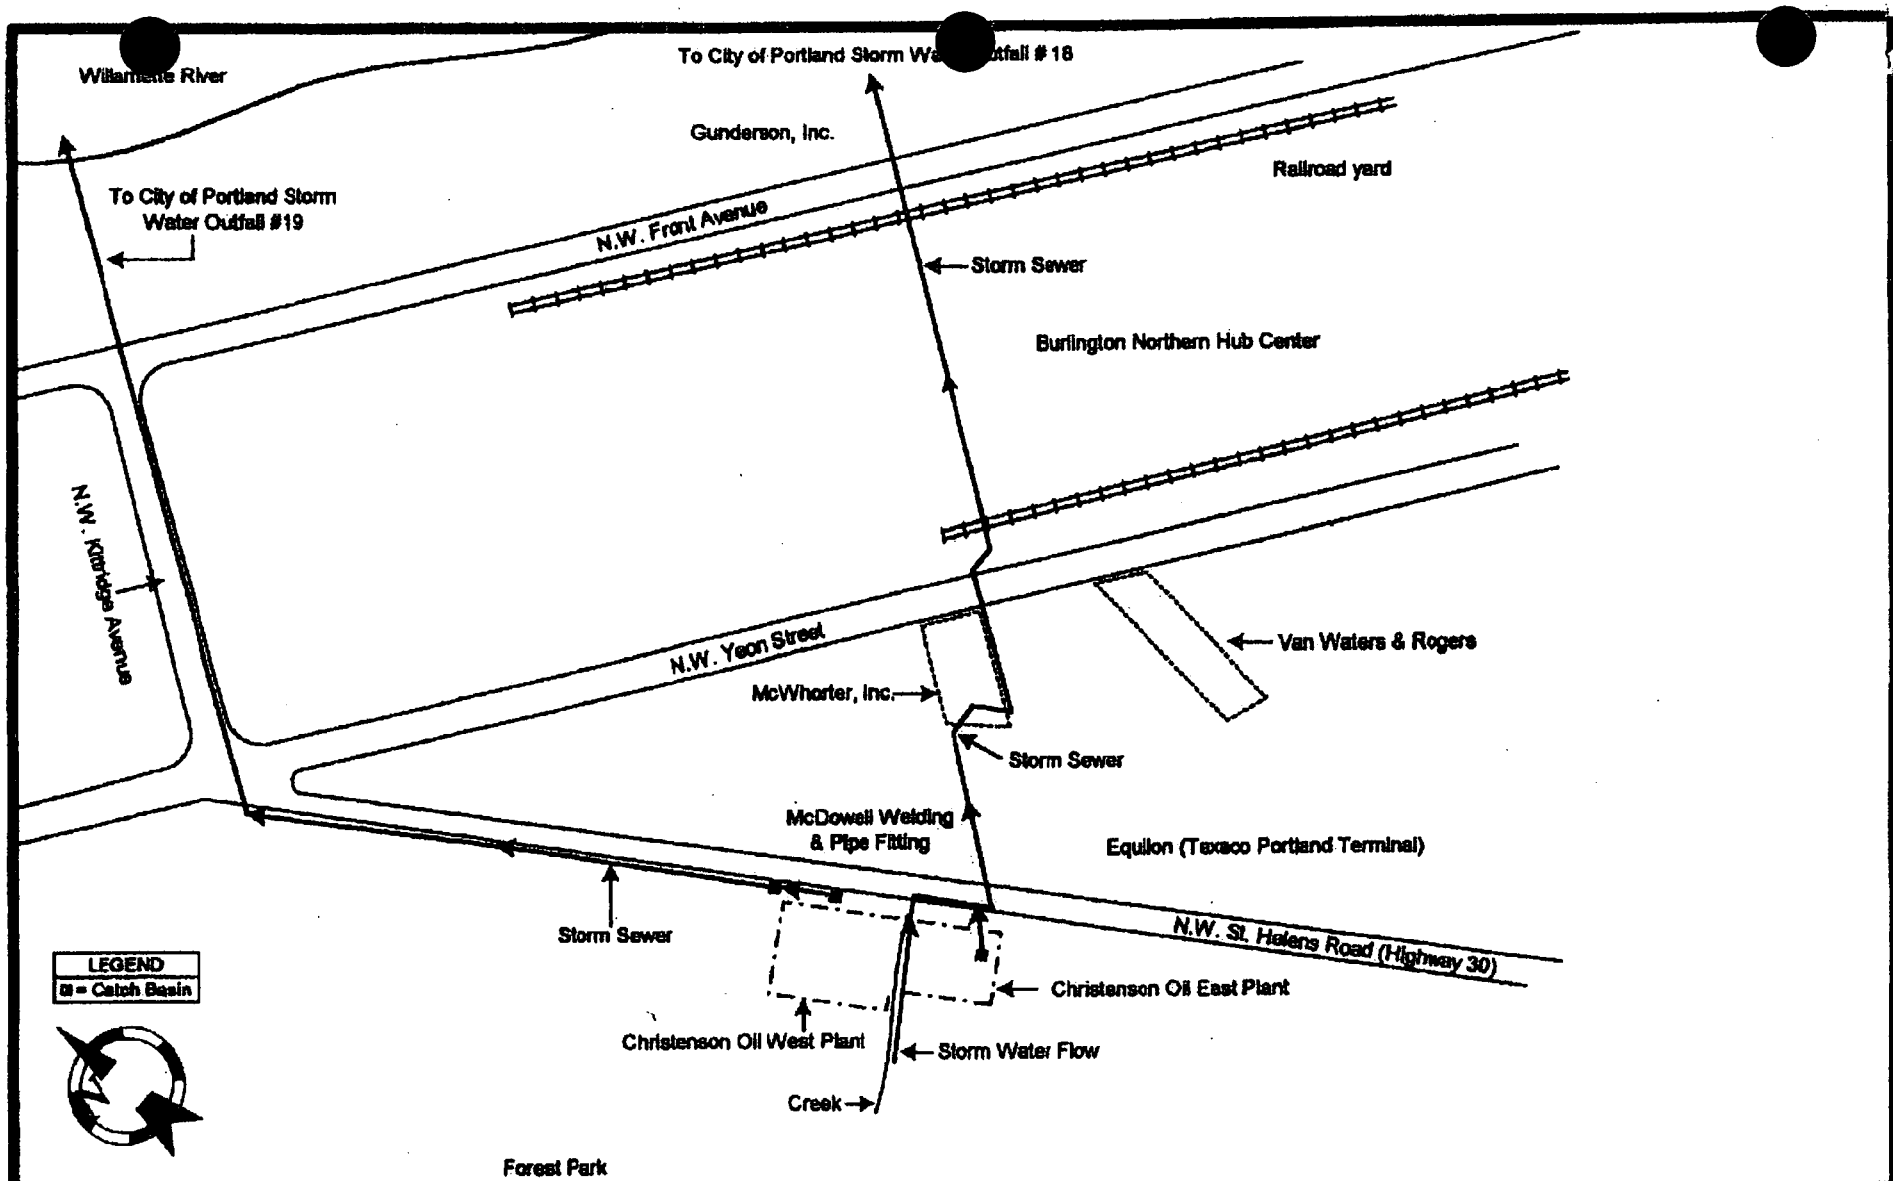 To City of Portland Storm Wa utfall # 18
Willamette River
Gunderson, Inc.
Railroad yard
To City of Portland Storm
Water Outfall #19
N.W. Front Avenue
Storm Sewer
Burlington Northern Hub Center
N.W. Kittridge Avenue
N.W. Yeon Street
Van Waters & Rogers
McWhorter, Inc.
Storm Sewer
McDowell Welding
& Pipe Fitting
Equilon (Texaco Portland Terminal)
N.W. St. Helens Road (Highway 30)
Storm Sewer
LEGEND
= Catch Basin
Christenson Oil East Plant
Christenson Oil West Plant
Storm Water Flow
Creek
Z
Forest Park